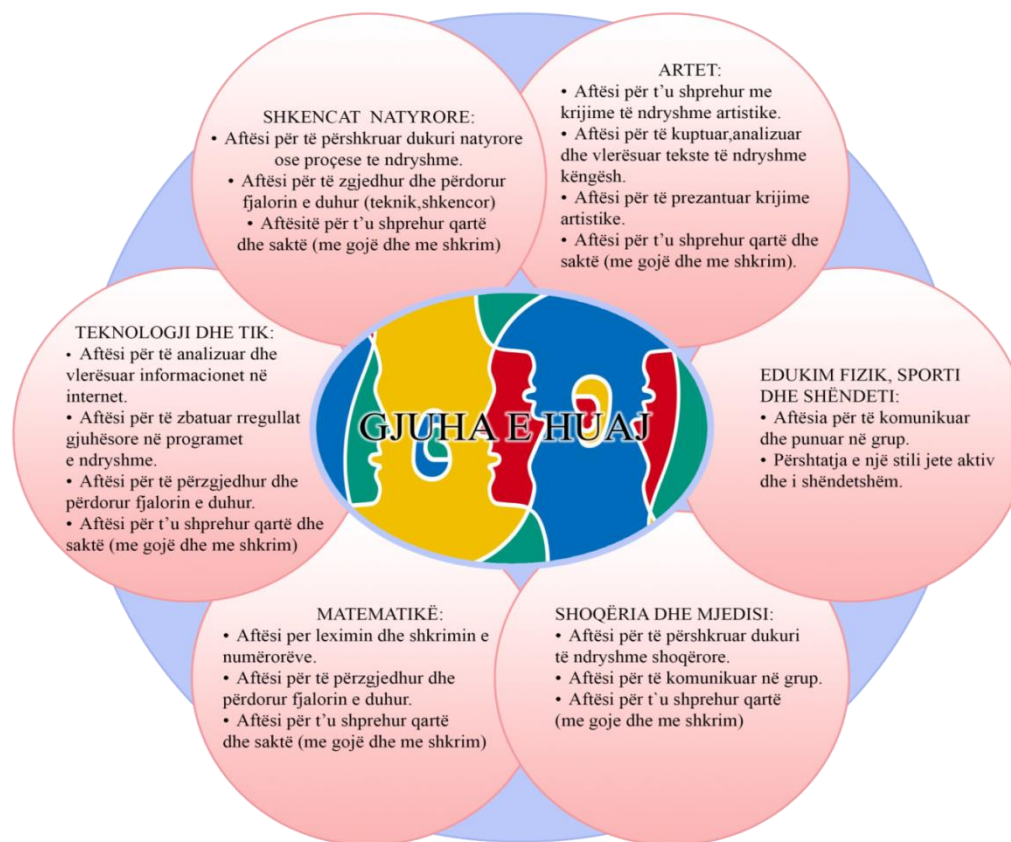 SHKENCAT NATYRORE:
• Aftësi për të përshkruar dukuri natyrore
ose proçese te ndryshme.
• Aftësi për të zgjedhur dhe përdorur
fjalorin e duhur (teknik,shkencor)
• Aftësitë për t’u shprehur qartë
dhe saktë (me gojë dhe me shkrim)
ARTET:
• Aftësi për t’u shprehur me
krijime të ndryshme artistike.
• Aftësi për të kuptuar,analizuar
dhe vlerësuar tekste të ndryshme
këngësh.
• Aftësi për të prezantuar krijime
artistike.
• Aftësi për t’u shprehur qartë dhe
saktë (me gojë dhe me shkrim).
TEKNOLOGJI DHE TIK:
• Aftësi për të analizuar dhe
vlerësuar informacionet në
internet.
• Aftësi për të zbatuar rregullat
gjuhësore në programet
e ndryshme.
• Aftësi për të përzgjedhur dhe
përdorur fjalorin e duhur.
• Aftësi për t’u shprehur qartë dhe
saktë (me gojë dhe me shkrim)
GJUHA E HUAJ
EDUKIM FIZIK, SPORTI
DHE SHËNDETI:
• Aftësia për të komunikuar
dhe punuar në grup.
• Përshtatja e një stili jete aktiv
dhe i shëndetshëm.
MATEMATIKË:
• Aftësi per leximin dhe shkrimin e
numërorëve.
• Aftësi për të përzgjedhur dhe
përdorur fjalorin e duhur.
• Aftësi për t’u shprehur qartë
dhe saktë (me gojë dhe me shkrim)
SHOQËRIA DHE MJEDISI:
• Aftësi për të përshkruar dukuri
të ndryshme shoqërore.
• Aftësi për të komunikuar në grup.
• Aftësi për t`u shprehur qartë
(me goje dhe me shkrim)